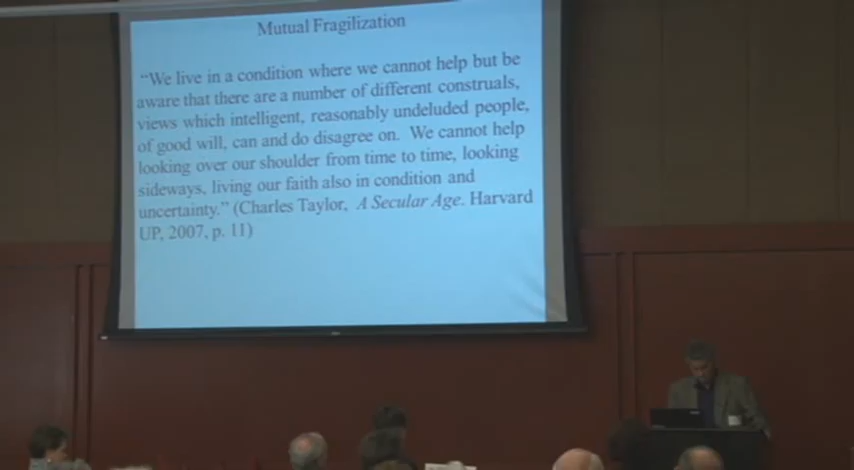 Mutual Fragilization
“We live in a condition where we cannot help but be
aware that there are a number of different construals,
views which intelligent, reasonably undeluded people,
of good will, can and do disagree on. We cannot help
looking over our shoulder from time to time, looking
sideways, living our faith also in condition and
uncertainty.” (Charles Taylor, A Secular Age. Harvard
UP, 2007, p. 11)